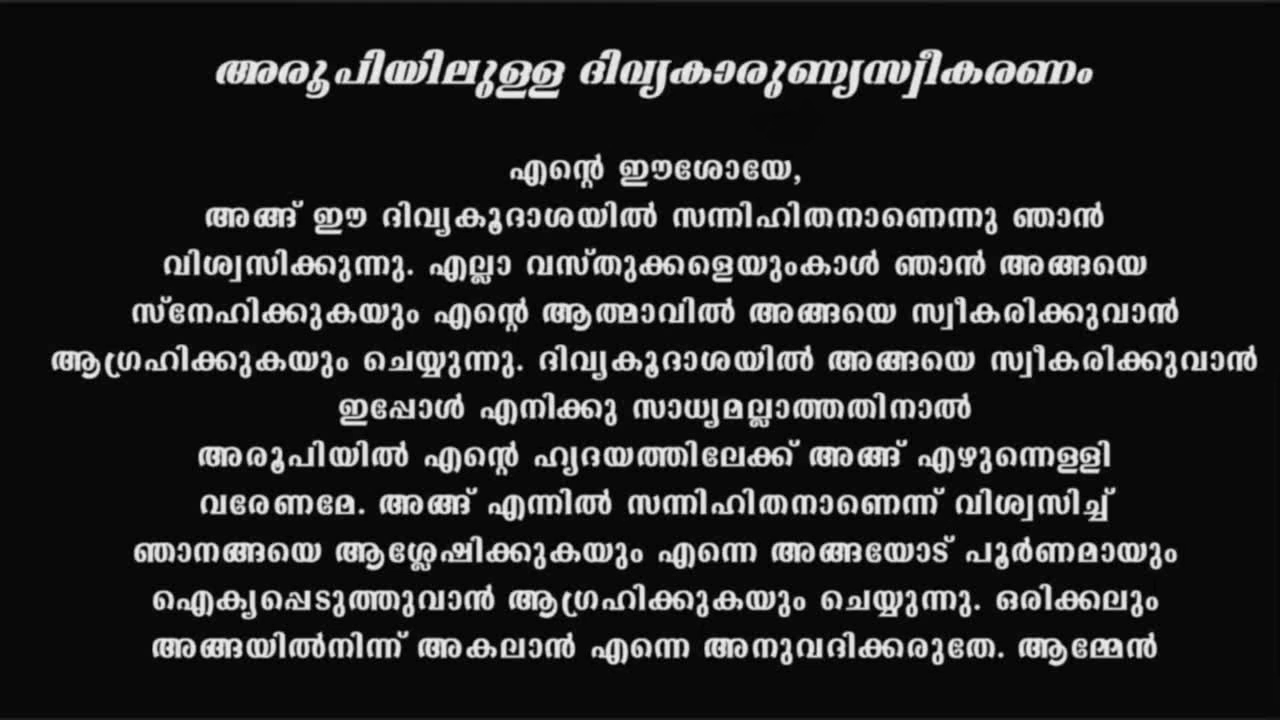 അരൂപിയിലുള്ള ദിവ്യകാരുണ്യസ്വീകരണം
എന്റെ ഈശോയേ,
അങ്ങ് ഈ ദിവ്യകൂദാശയിൽ സന്നിഹിതനാണെന്നു ഞാൻ
വിശ്വസിക്കുന്നു. എല്ലാ വസ്തുക്കളെയുംകാൾ ഞാൻ അങ്ങയെ
സ്നേഹിക്കുകയും എന്റെ ആത്മാവിൽ അങ്ങയെ സ്വീകരിക്കുവാൻ
ആഗ്രഹിക്കുകയും ചെയ്യുന്നു. ദിവ്യകൂദാശയിൽ അങ്ങയെ സ്വീകരിക്കുവാൻ
ഇപ്പോൾ എനിക്കു സാധ്യമല്ലാത്തതിനാൽ
അരൂപിയിൽ എന്റെ ഹൃദയത്തിലേക്ക് അങ്ങ് എഴുന്നെള്ളി
വരേണമേ. അങ്ങ് എന്നിൽ സന്നിഹിതനാണെന്ന് വിശ്വസിച്ച്
ഞാനങ്ങയെ ആശ്ലേഷിക്കുകയും എന്നെ അങ്ങയോട് പൂർണമായും
ഐക്യപ്പെടുത്തുവാൻ ആഗ്രഹിക്കുകയും ചെയ്യുന്നു. ഒരിക്കലും
അങ്ങയിൽനിന്ന് അകലാൻ എന്നെ അനുവദിക്കരുതേ. ആമ്മേൻ